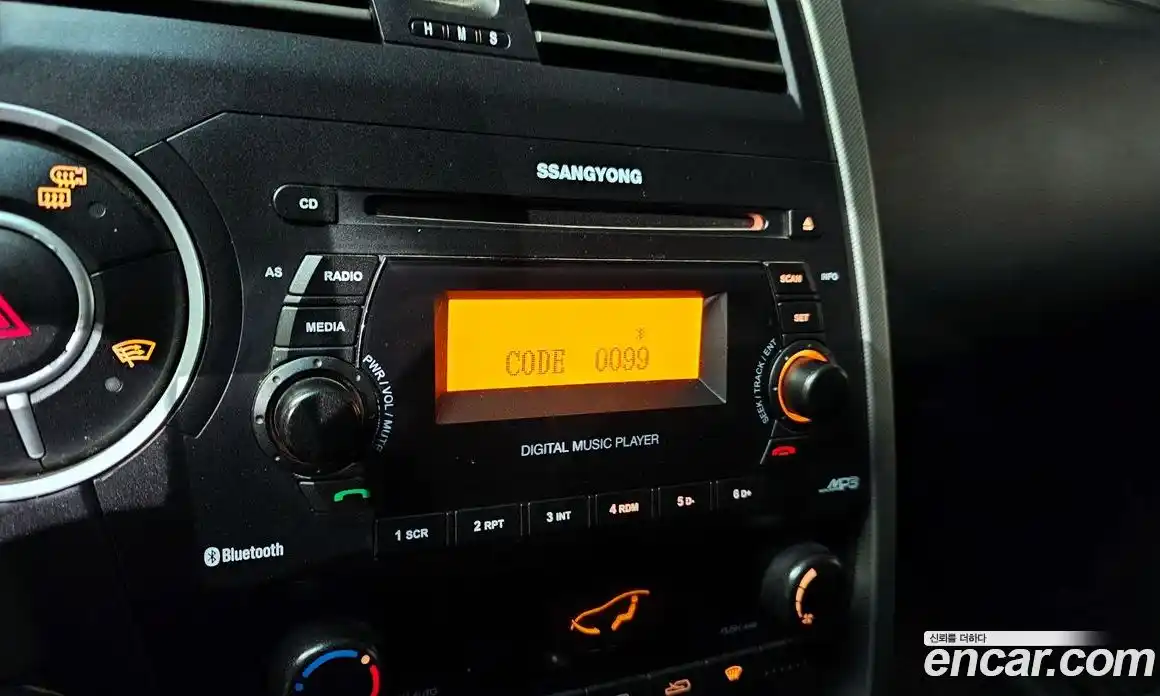 H M S
SSANGYONG
CD
AS RADIO
SCAN INFO
MEDIA
SET
PWR / VOL / MUTE
SEEK / TRACK / ENT
CODE 0099
DIGITAL MUSIC PLAYER
MP3
1 SCR 2 RPT 3 INT 4 RDM 5 D- 6 D+
Bluetooth
AUTO
신뢰를 더하다
encar.com